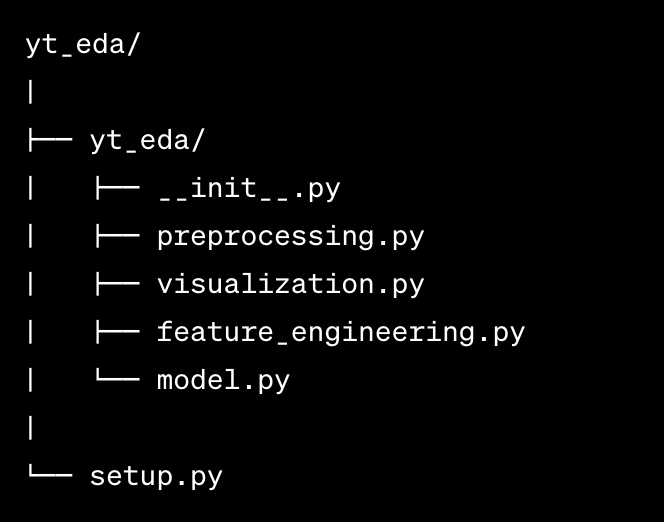 yt_eda/
|
├── yt_eda/
|   ├── __init__.py
|   ├── preprocessing.py
|   ├── visualization.py
|   ├── feature_engineering.py
|   └── model.py
|
└── setup.py